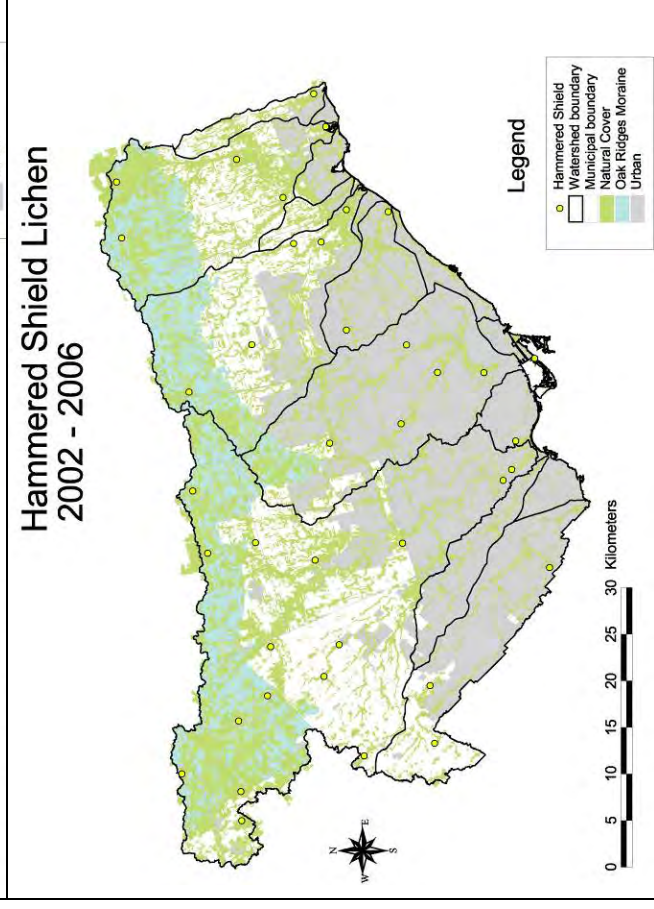 Hammered Shield Lichen
2002 - 2006
Legend
Hammered Shield
Watershed boundary
Municipal boundary
Natural Cover
Oak Ridges Moraine
Urban
N
W E
S
0 5 10 15 20 25 30 Kilometers